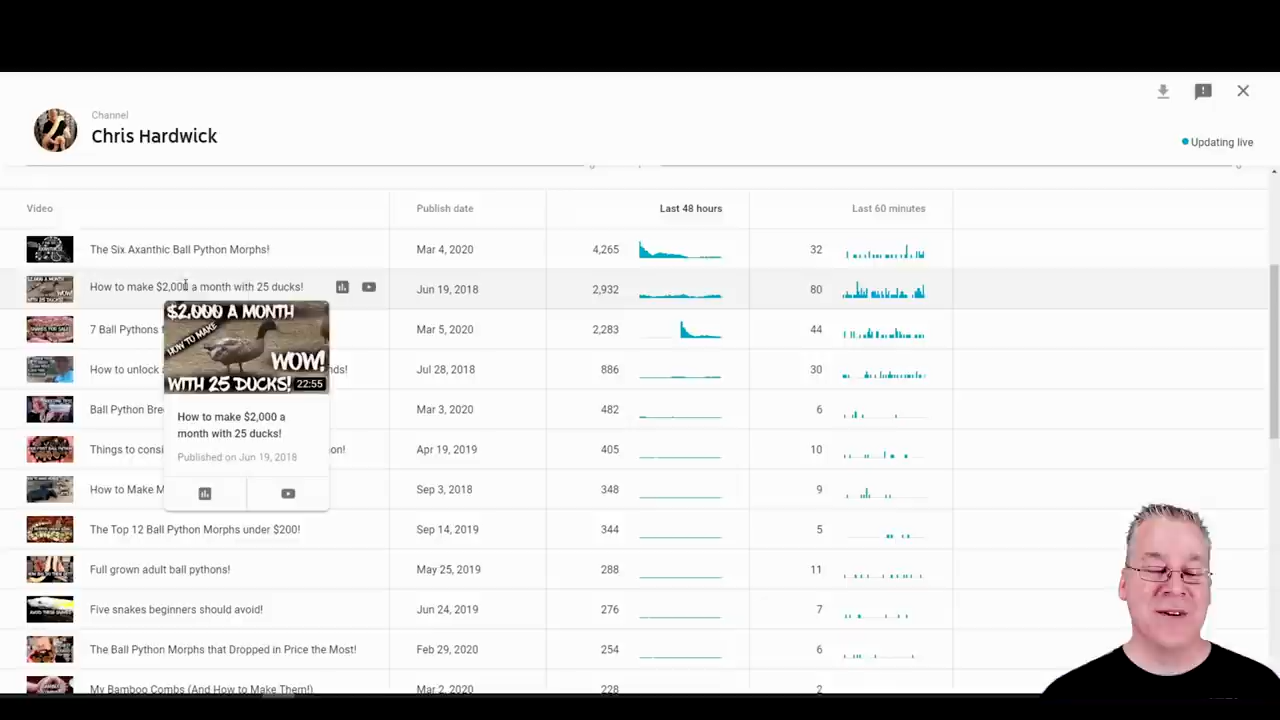 Channel
Chris Hardwick
Updating live
Video Publish date Last 48 hours Last 60 minutes
The Six Axanthic Ball Python Morphs! Mar 4, 2020 4,265 32
How to make $2,000 a month with 25 ducks! Jun 19, 2018 2,932 80
$2,000 A MONTH
HOW TO MAKE
WOW!
WITH 25 DUCKS! 22:55
How to make $2,000 a
month with 25 ducks!
Published on Jun 19, 2018
7 Ball Pythons Mar 5, 2020 2,283 44
How to unlock nds! Jul 28, 2018 886 30
Ball Python Bre Mar 3, 2020 482 6
Things to consi on! Apr 19, 2019 405 10
How to Make M Sep 3, 2018 348 9
The Top 12 Ball Python Morphs under $200! Sep 14, 2019 344 5
Full grown adult ball pythons! May 25, 2019 288 11
Five snakes beginners should avoid! Jun 24, 2019 276 7
The Ball Python Morphs that Dropped in Price the Most! Feb 29, 2020 254 6
My Bamboo Combs (And How to Make Them!) Mar 2, 2020 228 2